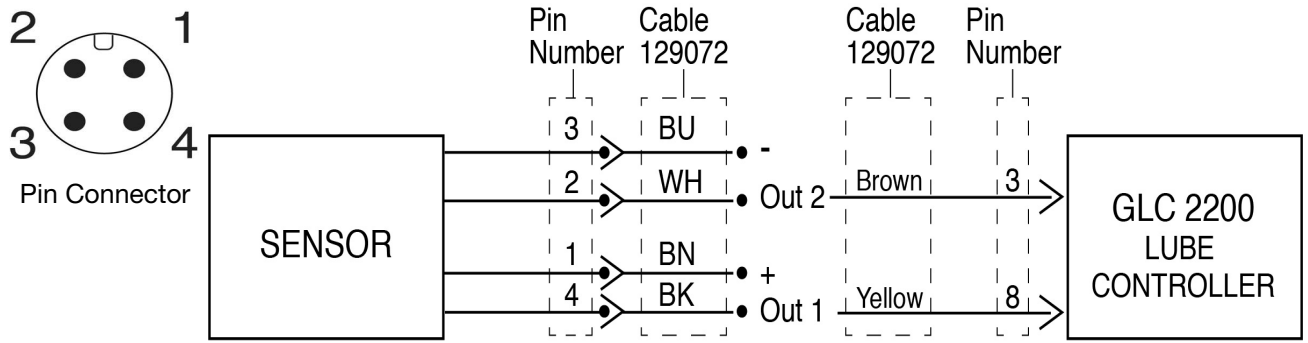 2 1
3 4
Pin Connector
SENSOR
Pin Number
Cable 129072
Cable 129072
Pin Number
3 BU -
2 WH Out 2 Brown 3
1 BN +
4 BK Out 1 Yellow 8
GLC 2200
LUBE
CONTROLLER